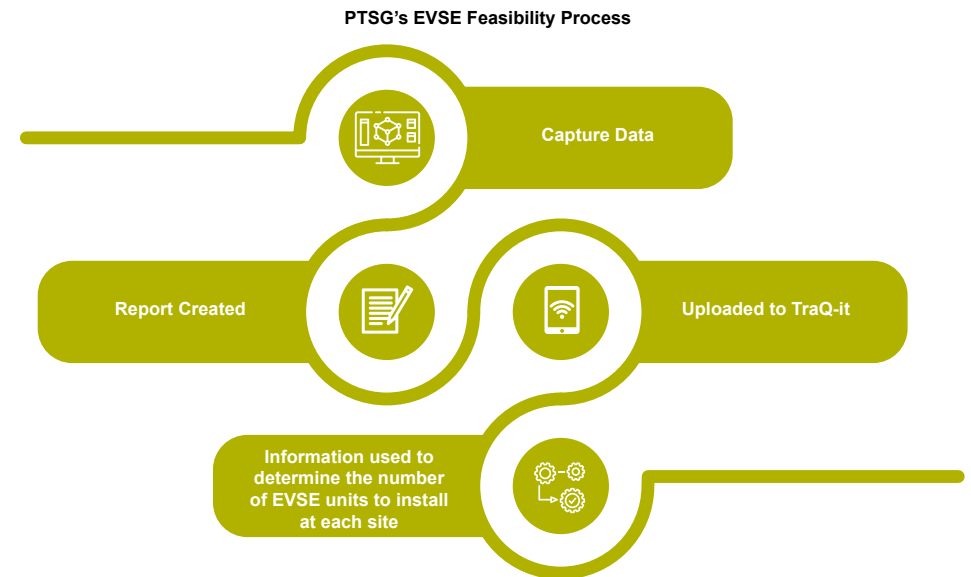 PTSG's EVSE Feasibility Process
Capture Data
Report Created
Uploaded to TraQ-it
Information used to
determine the number
of EVSE units to install
at each site